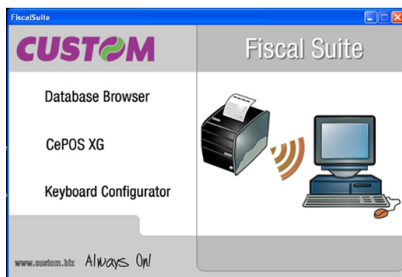 FiscalSuite
CUSTOM
Fiscal Suite
Database Browser
CePOS XG
Keyboard Configurator
www.custom.biz Always On!